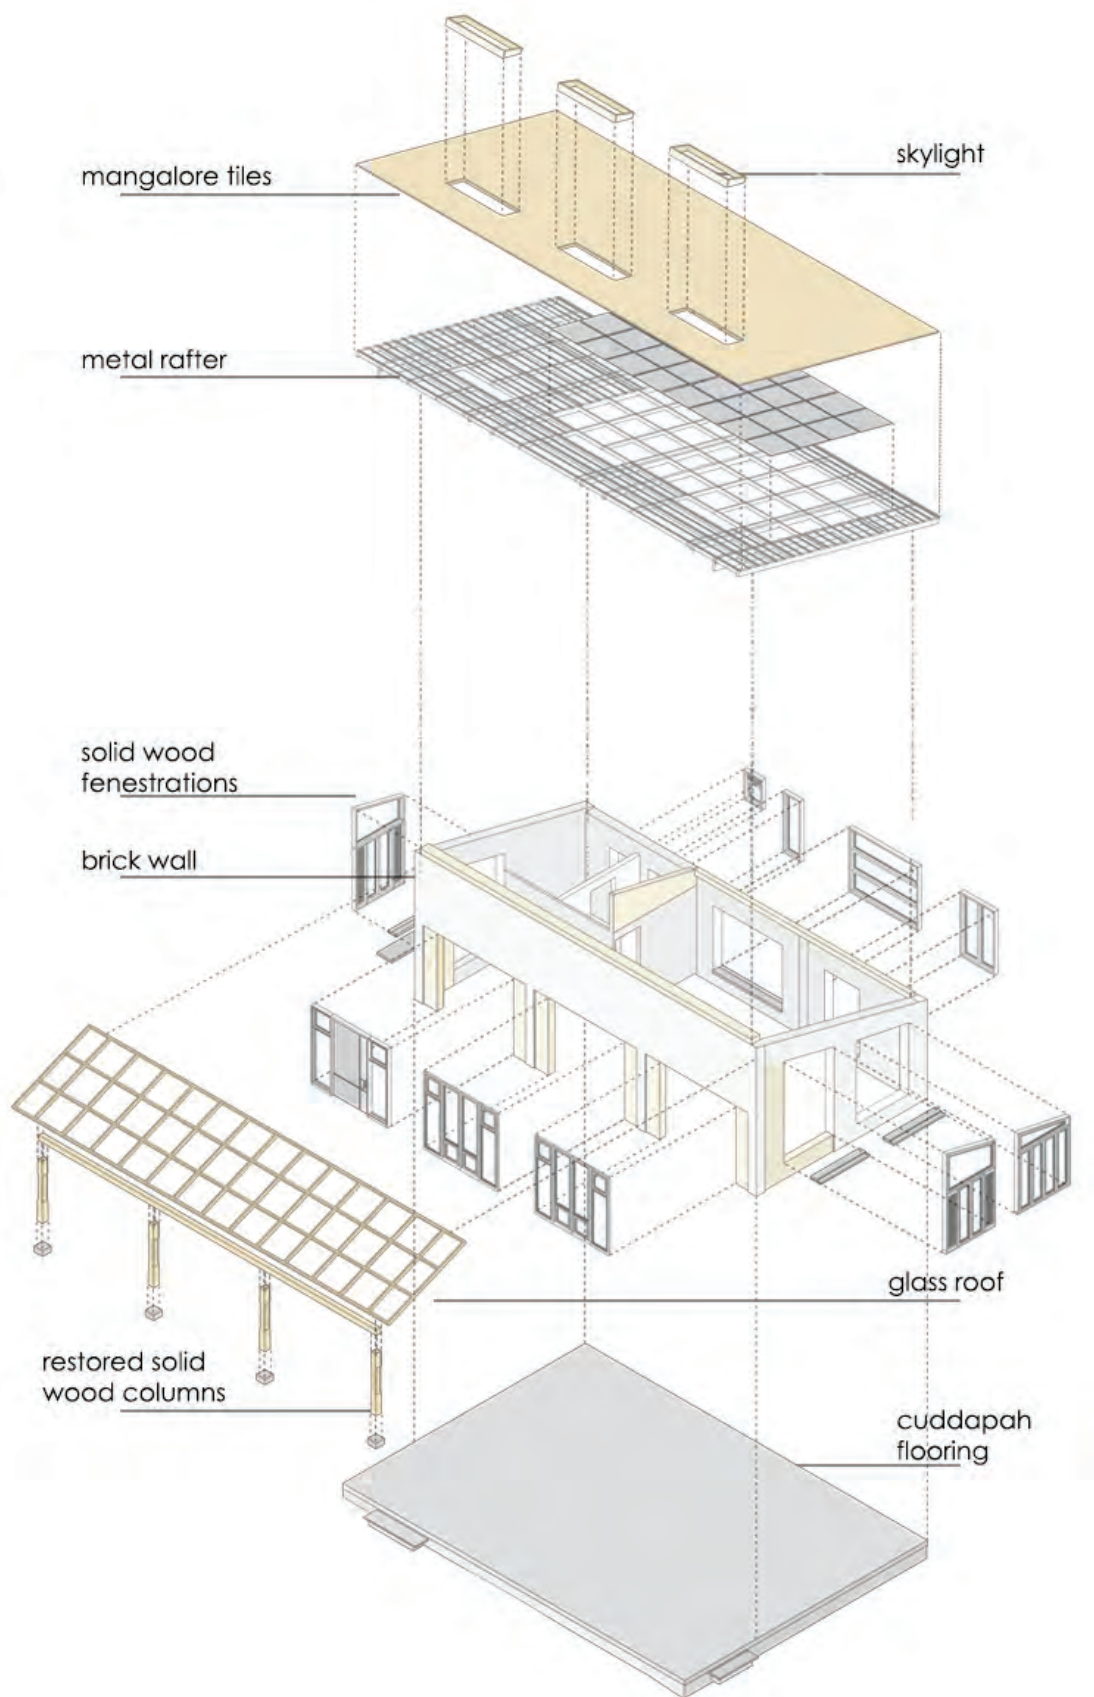 skylight
mangalore tiles
metal rafter
solid wood
fenestrations
brick wall
glass roof
restored solid
wood columns
cuddapah
flooring